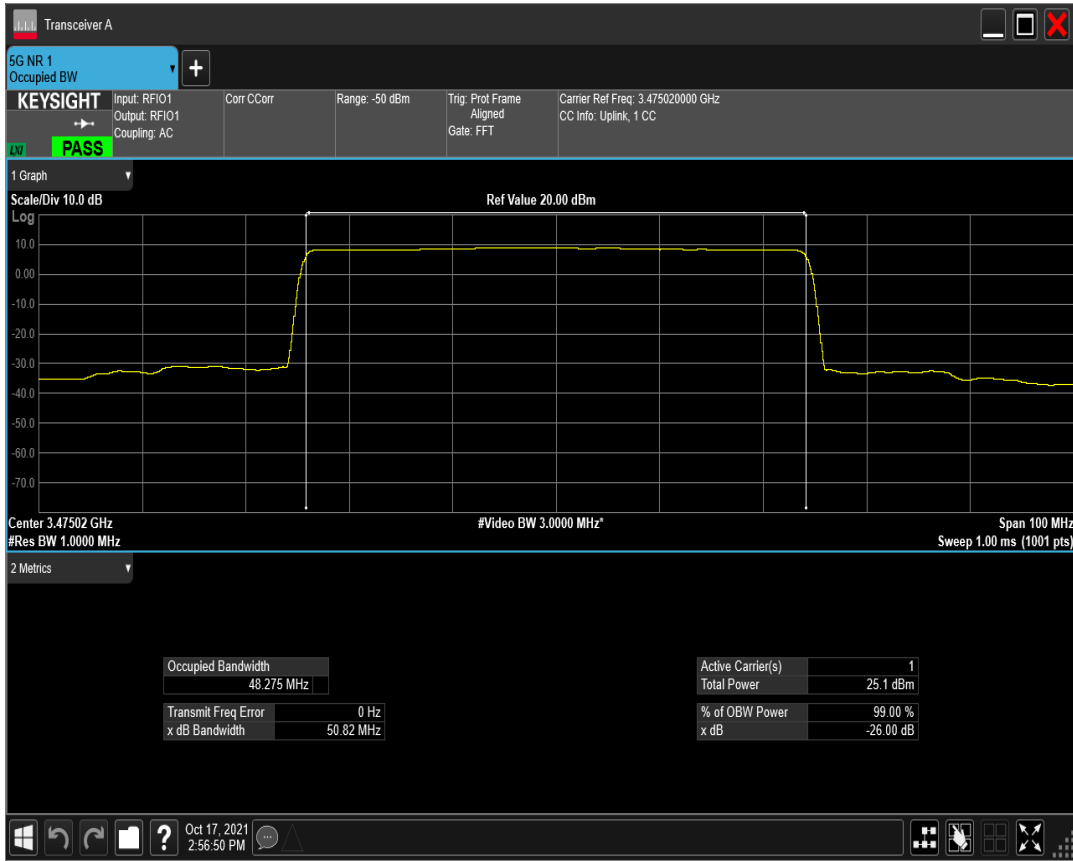 Transceiver A
5G NR 1
Occupied BW
+
KEYSIGHT
Input: RFIO1
Output: RFIO1
Coupling: AC
Corr CCorr
Range: -50 dBm
Trig: Prot Frame
Aligned
Gate: FFT
Carrier Ref Freq: 3.475020000 GHz
CC Info: Uplink, 1 CC
LXI
PASS
1 Graph
Scale/Div 10.0 dB
Ref Value 20.00 dBm
Log
10.0
0.00
-10.0
-20.0
-30.0
-40.0
-50.0
-60.0
-70.0
Center 3.47502 GHz
#Video BW 3.0000 MHz*
Span 100 MHz
#Res BW 1.0000 MHz
Sweep 1.00 ms (1001 pts)
2 Metrics
Occupied Bandwidth
48.275 MHz
Transmit Freq Error 0 Hz
x dB Bandwidth 50.82 MHz
Active Carrier(s) 1
Total Power 25.1 dBm
% of OBW Power 99.00 %
x dB -26.00 dB
?
Oct 17, 2021
2:56:50 PM